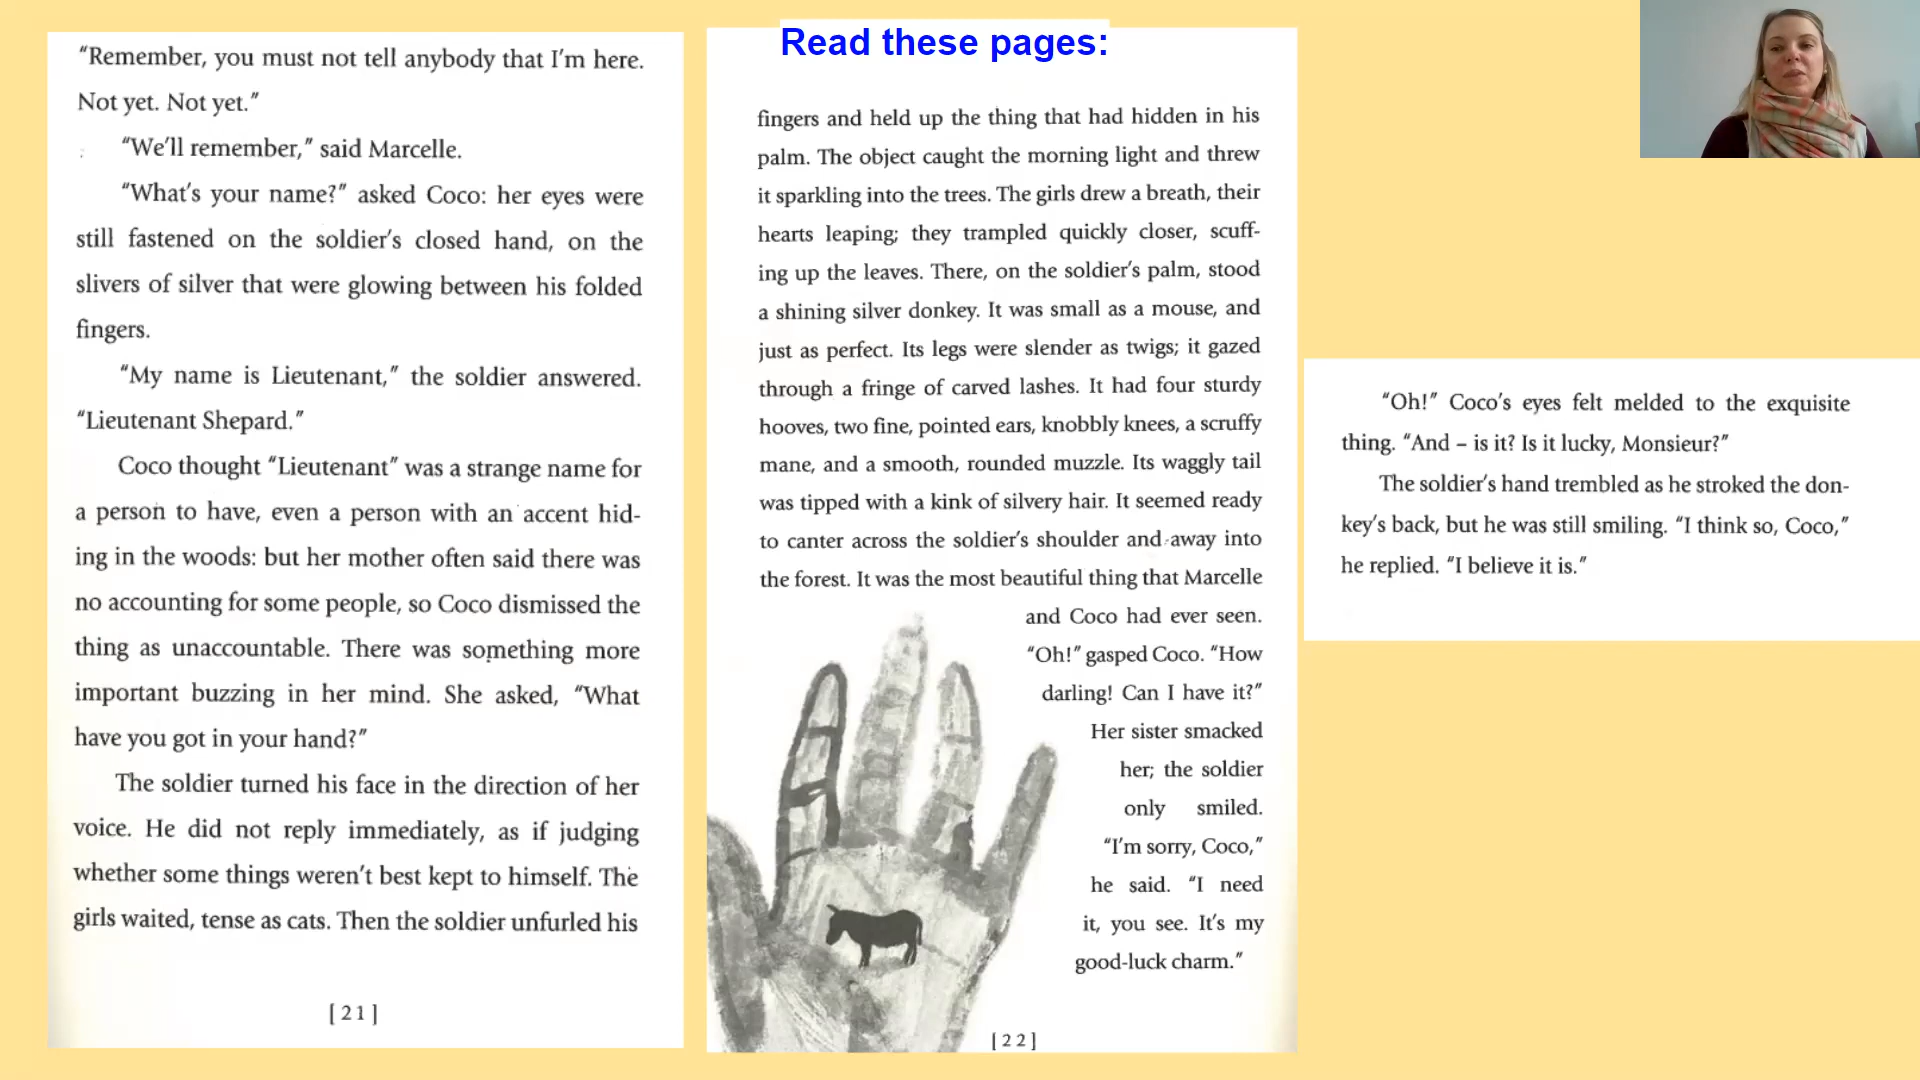 “Remember, you must not tell anybody that I’m here.
Not yet. Not yet.”
“We’ll remember,” said Marcelle.
“What’s your name?” asked Coco: her eyes were
still fastened on the soldier’s closed hand, on the
slivers of silver that were glowing between his folded
fingers.
“My name is Lieutenant,” the soldier answered.
“Lieutenant Shepard.”
Coco thought “Lieutenant” was a strange name for
a person to have, even a person with an accent hid-
ing in the woods: but her mother often said there was
no accounting for some people, so Coco dismissed the
thing as unaccountable. There was something more
important buzzing in her mind. She asked, “What
have you got in your hand?”
The soldier turned his face in the direction of her
voice. He did not reply immediately, as if judging
whether some things weren’t best kept to himself. The
girls waited, tense as cats. Then the soldier unfurled his
[21]
Read these pages:
fingers and held up the thing that had hidden in his
palm. The object caught the morning light and threw
it sparkling into the trees. The girls drew a breath, their
hearts leaping; they trampled quickly closer, scuff-
ing up the leaves. There, on the soldier’s palm, stood
a shining silver donkey. It was small as a mouse, and
just as perfect. Its legs were slender as twigs; it gazed
through a fringe of carved lashes. It had four sturdy
hooves, two fine, pointed ears, knobbly knees, a scruffy
mane, and a smooth, rounded muzzle. Its waggly tail
was tipped with a kink of silvery hair. It seemed ready
to canter across the soldier’s shoulder and away into
the forest. It was the most beautiful thing that Marcelle
and Coco had ever seen.
“Oh!” gasped Coco. “How
darling! Can I have it?”
Her sister smacked
her; the soldier
only smiled.
“I’m sorry, Coco,”
he said. “I need
it, you see. It’s my
good-luck charm.”
[22]
“Oh!” Coco’s eyes felt melded to the exquisite
thing. “And – is it? Is it lucky, Monsieur?”
The soldier’s hand trembled as he stroked the don-
key’s back, but he was still smiling. “I think so, Coco,”
he replied. “I believe it is.”